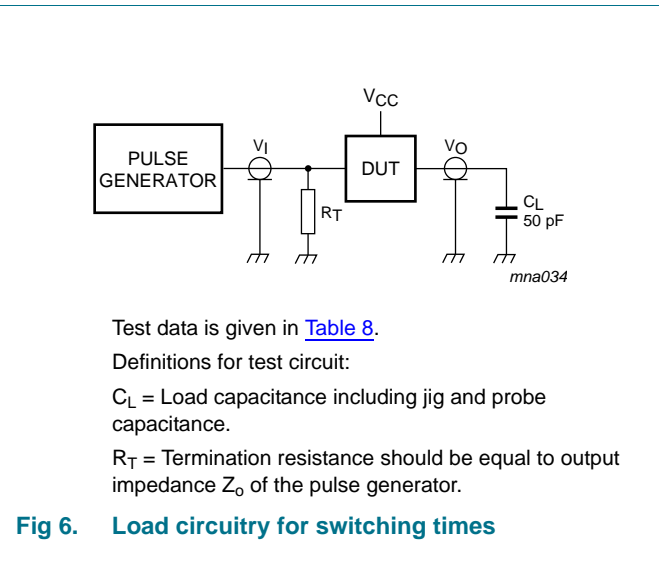 VCC
PULSE
GENERATOR
VI
DUT
VO
RT
CL
50 pF
mna034
Test data is given in Table 8.
Definitions for test circuit:
CL = Load capacitance including jig and probe
capacitance.
RT = Termination resistance should be equal to output
impedance Zo of the pulse generator.
Fig 6. Load circuitry for switching times